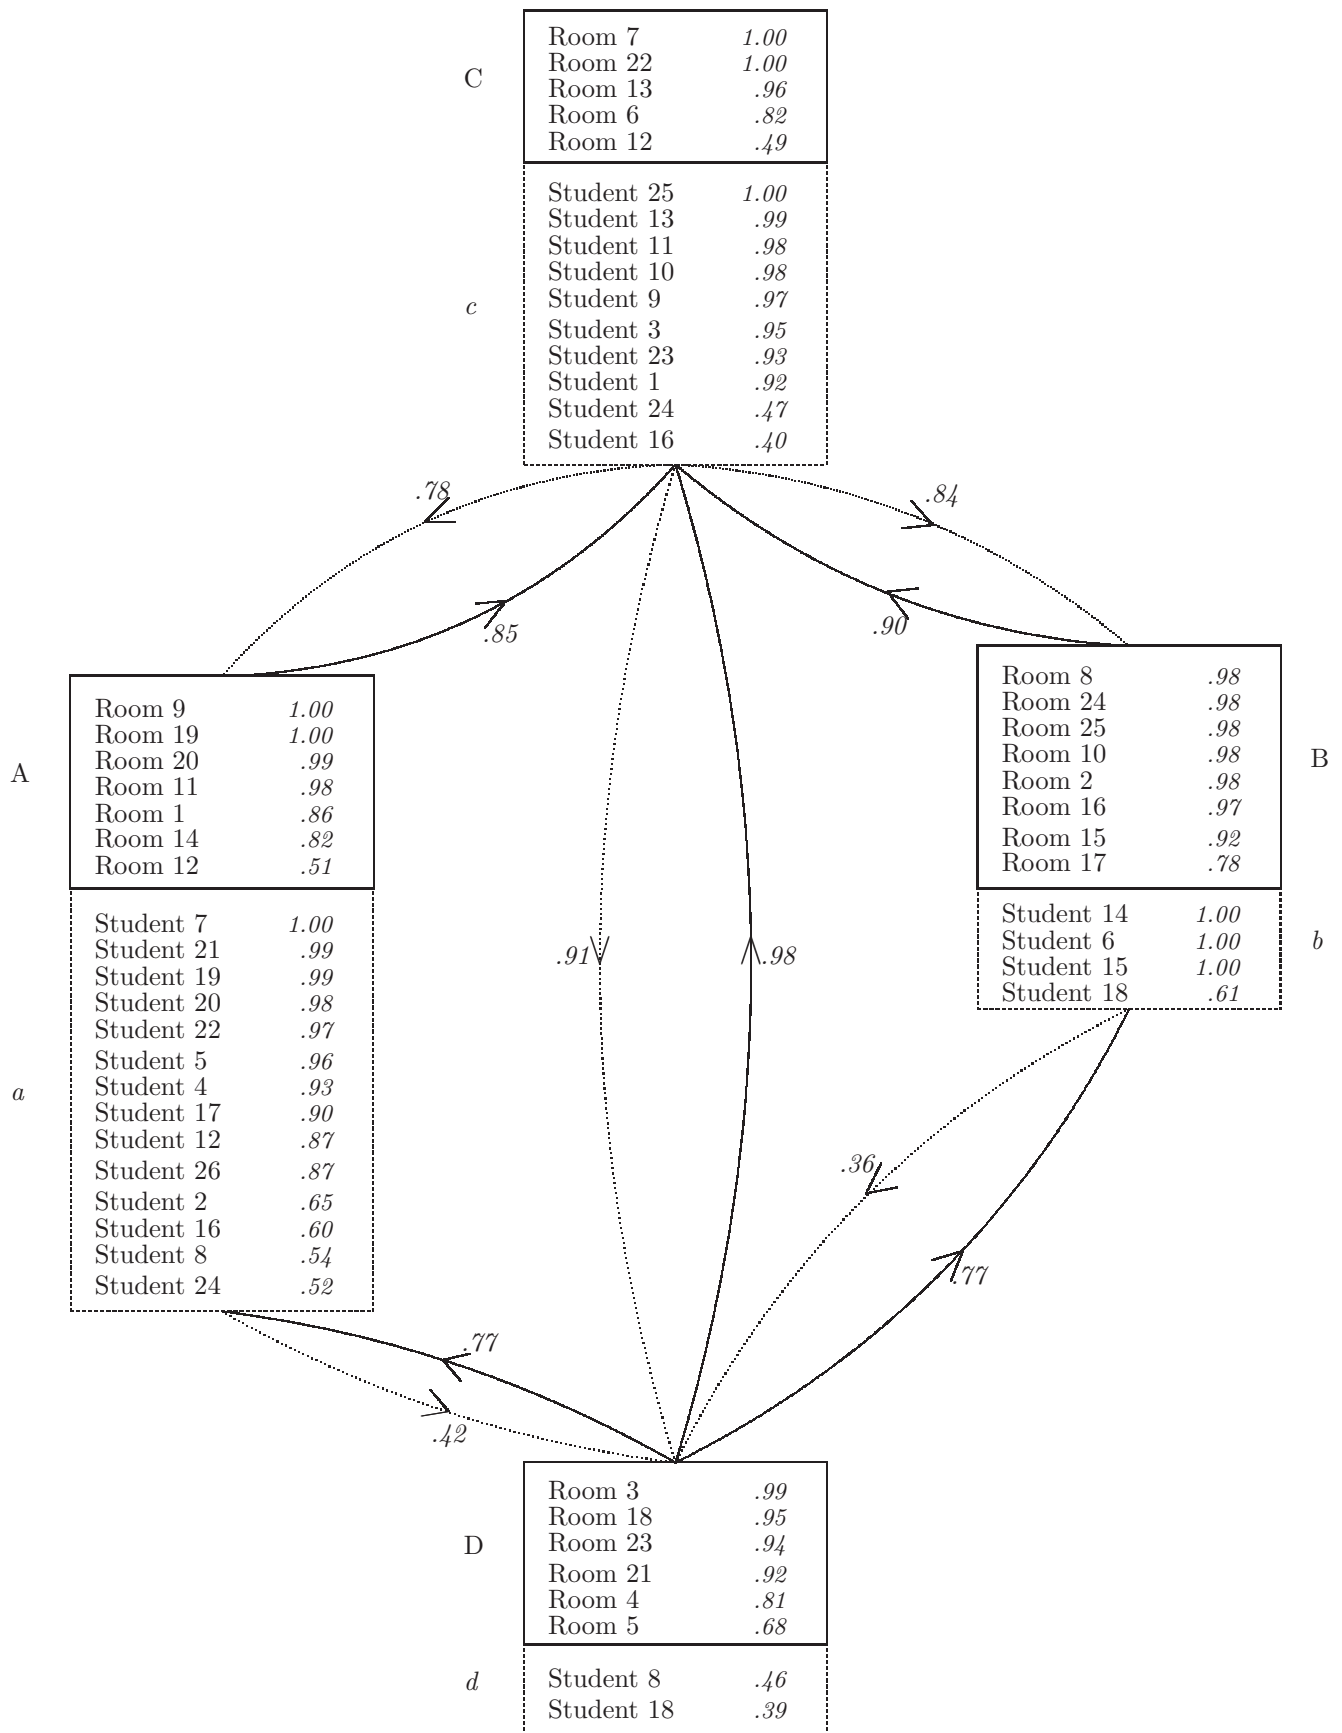 C
Room 7 1.00
Room 22 1.00
Room 13 .96
Room 6 .82
Room 12 .49
c
Student 25 1.00
Student 13 .99
Student 11 .98
Student 10 .98
Student 9 .97
Student 3 .95
Student 23 .93
Student 1 .92
Student 24 .47
Student 16 .40
.78
.84
.85
.90
A
Room 9 1.00
Room 19 1.00
Room 20 .99
Room 11 .98
Room 1 .86
Room 14 .82
Room 12 .51
a
Student 7 1.00
Student 21 .99
Student 19 .99
Student 20 .98
Student 22 .97
Student 5 .96
Student 4 .93
Student 17 .90
Student 12 .87
Student 26 .87
Student 2 .65
Student 16 .60
Student 8 .54
Student 24 .52
.91
.98
B
Room 8 .98
Room 24 .98
Room 25 .98
Room 10 .98
Room 2 .98
Room 16 .97
Room 15 .92
Room 17 .78
b
Student 14 1.00
Student 6 1.00
Student 15 1.00
Student 18 .61
.36
.77
.77
.42
D
Room 3 .99
Room 18 .95
Room 23 .94
Room 21 .92
Room 4 .81
Room 5 .68
d
Student 8 .46
Student 18 .39